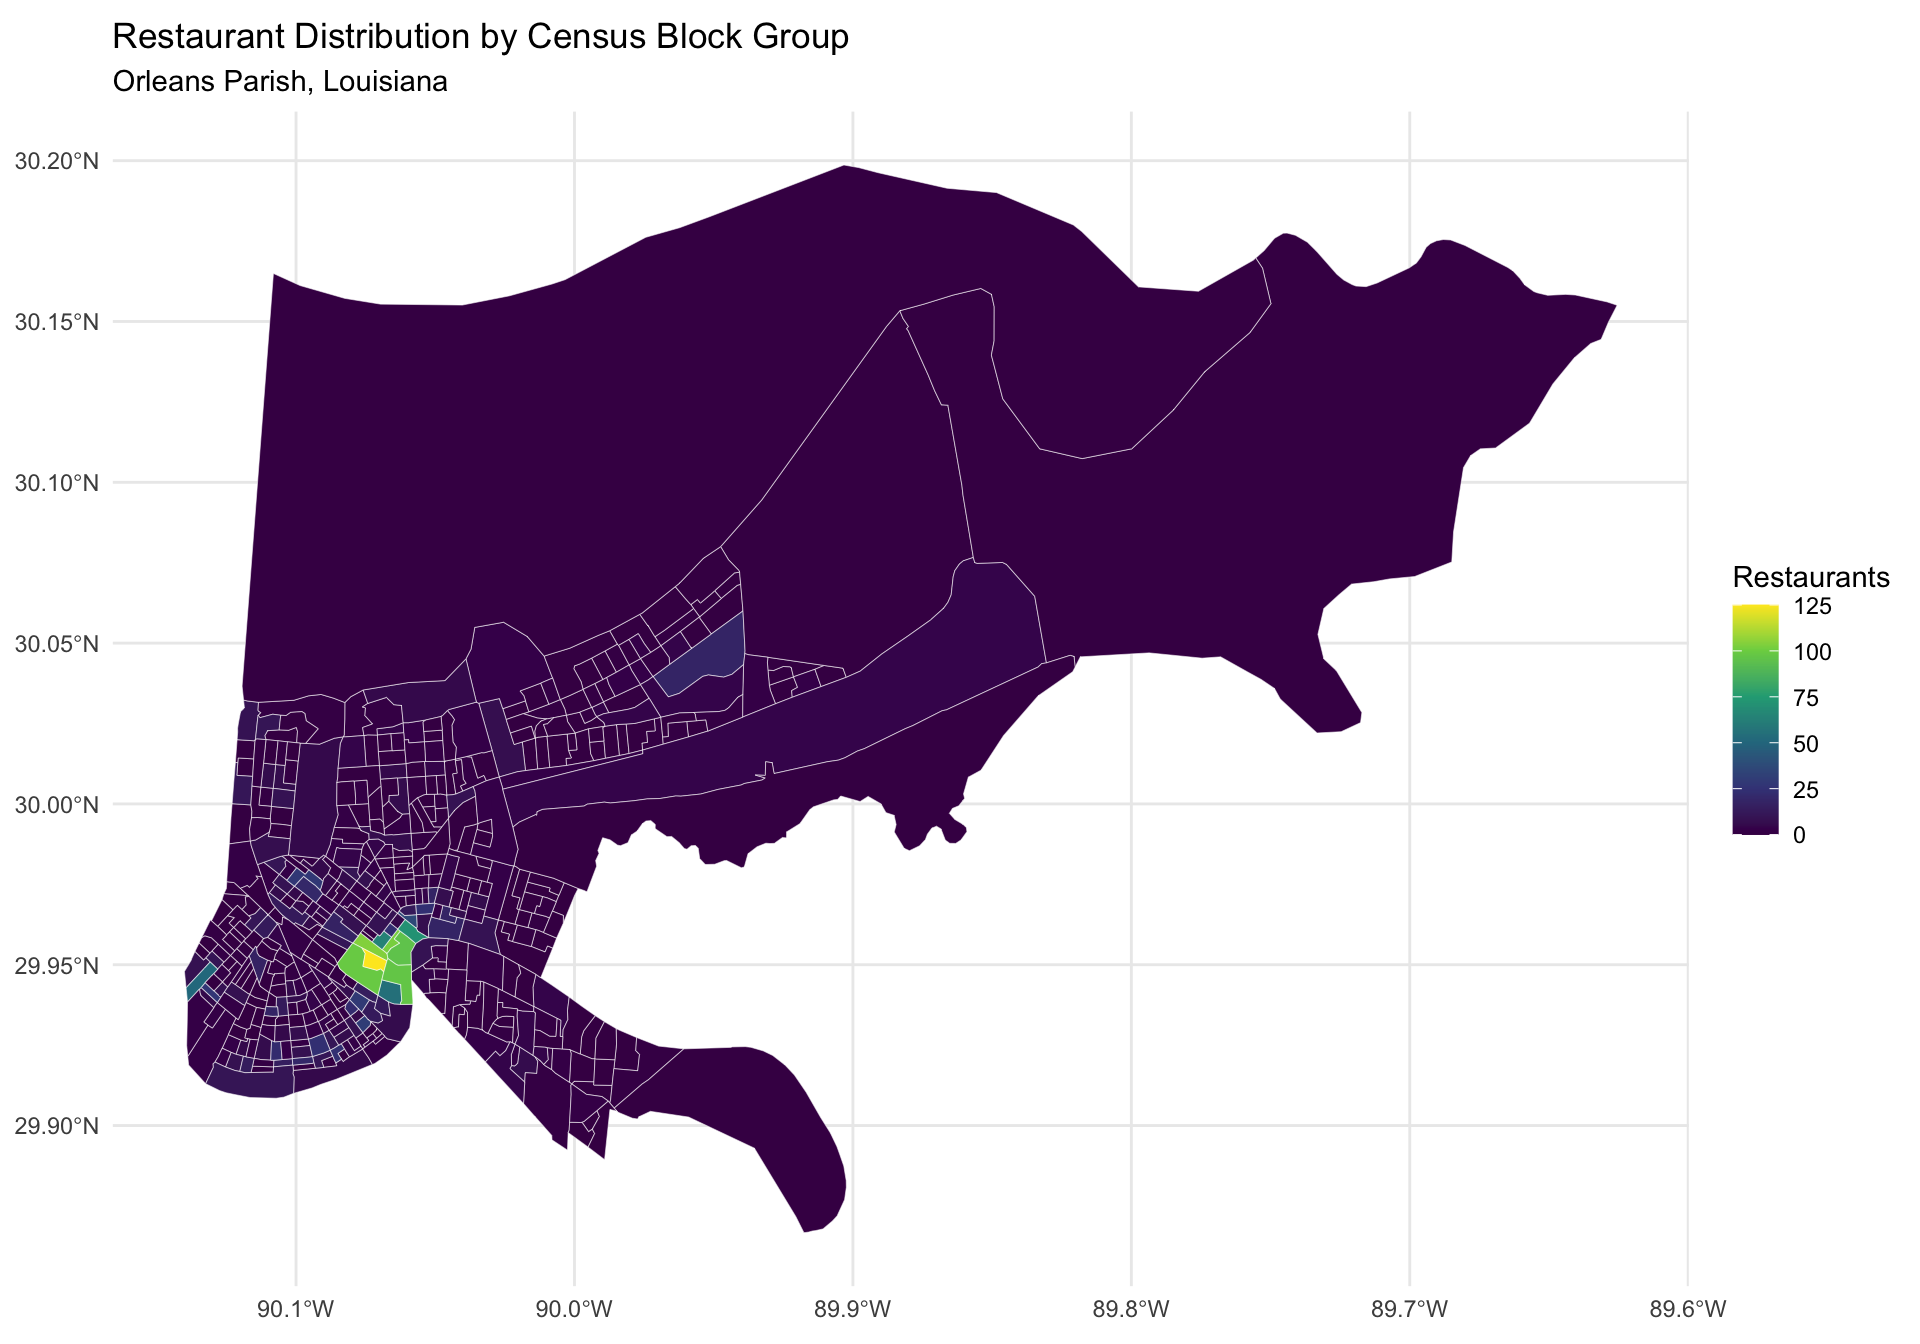 Restaurant Distribution by Census Block Group
Orleans Parish, Louisiana
30.20°N
30.15°N
30.10°N
30.05°N
30.00°N
29.95°N
29.90°N
90.1°W
90.0°W
89.9°W
89.8°W
89.7°W
89.6°W
Restaurants
125
100
75
50
25
0